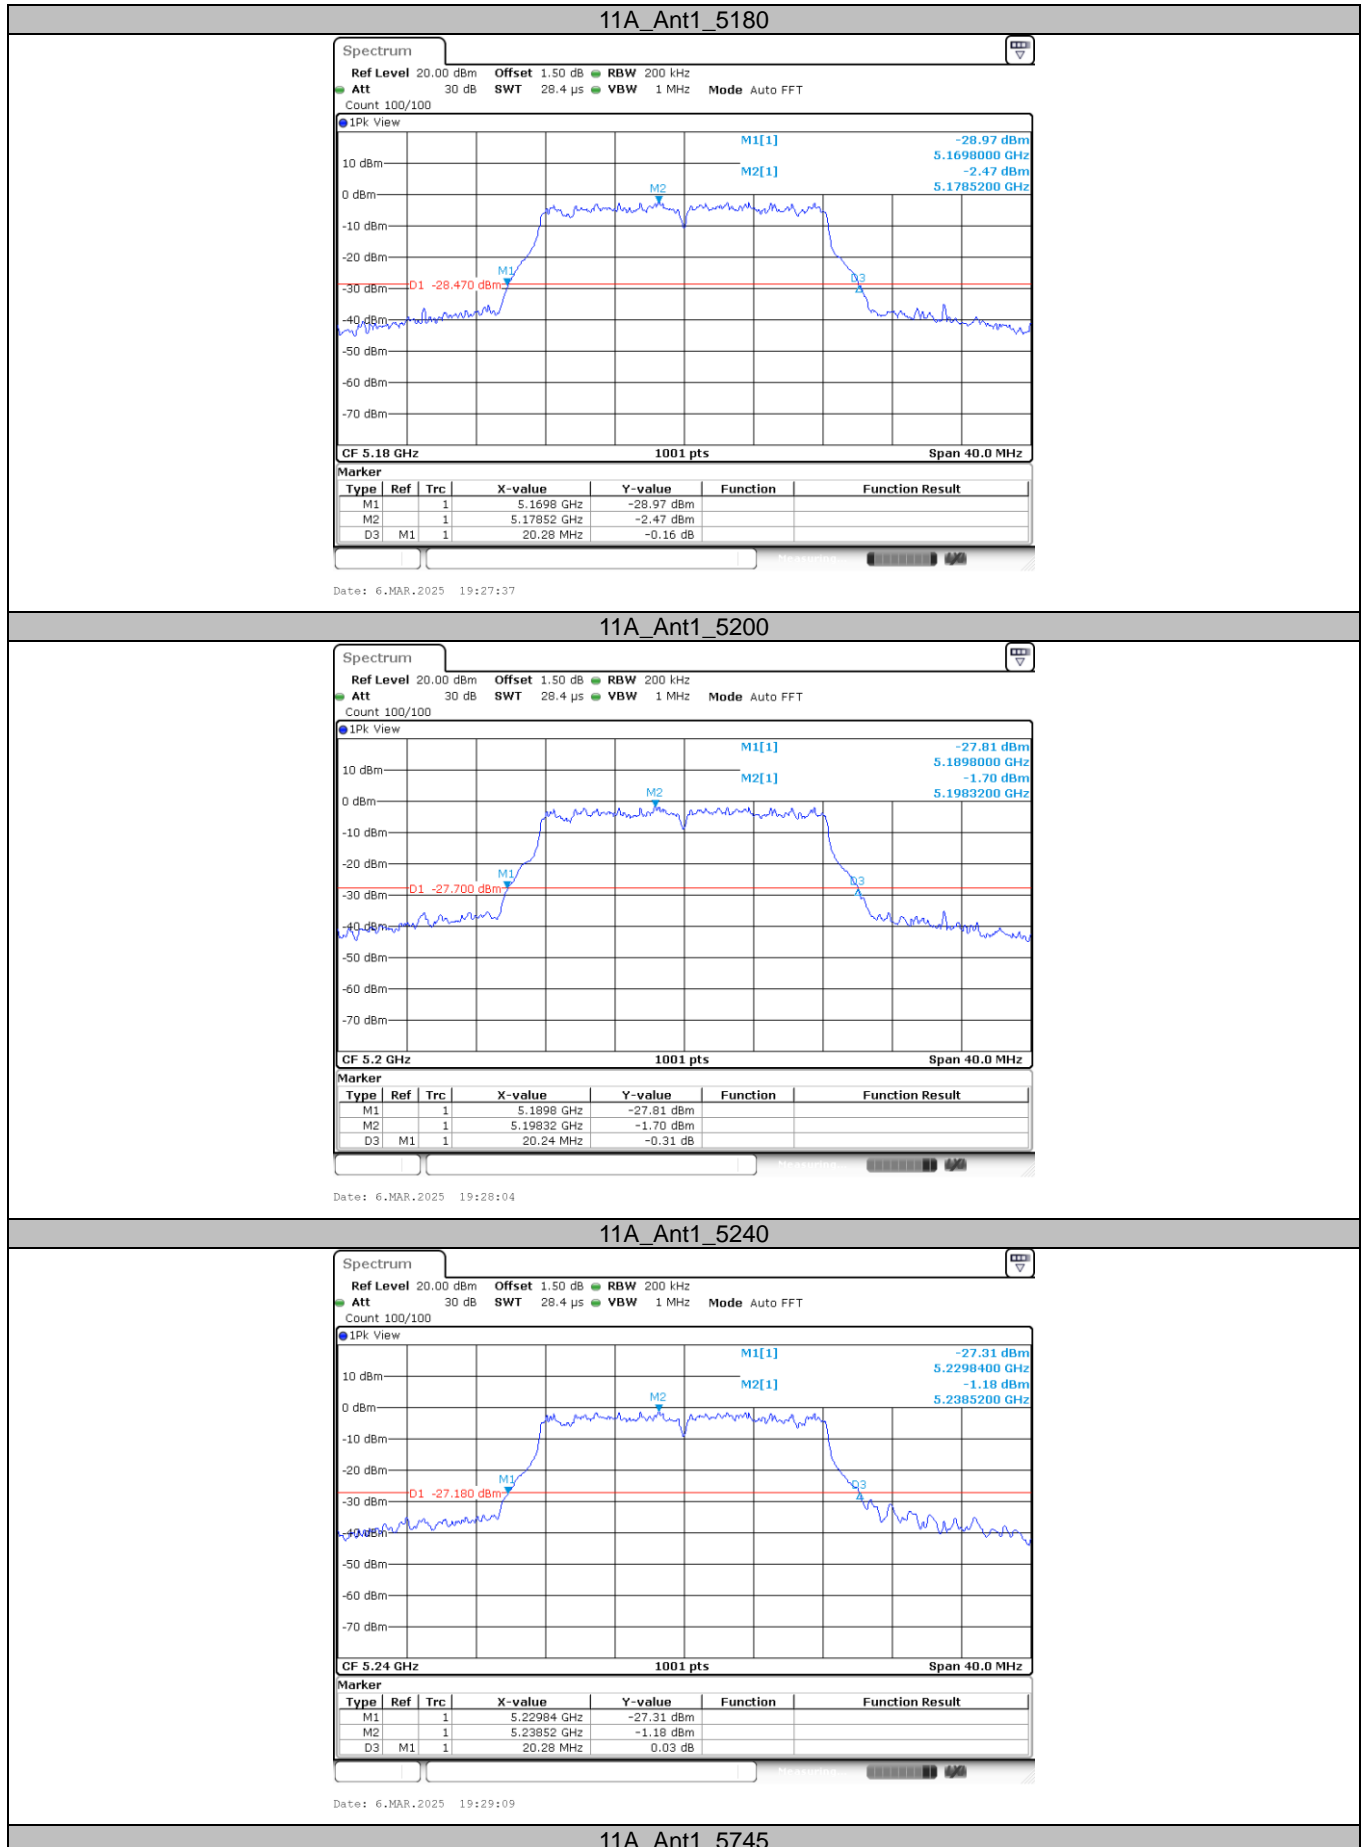 11A_Ant1_5180
Spectrum
Ref Level 20.00 dBm Offset 1.50 dB RBW 200 kHz
Att 30 dB SWT 28.4 µs VBW 1 MHz Mode Auto FFT
Count 100/100
1Pk View
M1[1] -28.97 dBm
5.1698000 GHz
M2[1] -2.47 dBm
5.1785200 GHz
10 dBm
M2
0 dBm
-10 dBm
-20 dBm
M1
D3
D1 -28.470 dBm
-30 dBm
-40 dBm
-50 dBm
-60 dBm
-70 dBm
CF 5.18 GHz 1001 pts Span 40.0 MHz
Marker
Type Ref Trc X-value Y-value Function Function Result
M1 1 5.1698 GHz -28.97 dBm
M2 1 5.17852 GHz -2.47 dBm
D3 M1 1 20.28 MHz -0.16 dB
Measuring...
Date: 6.MAR.2025 19:27:37
11A_Ant1_5200
Spectrum
Ref Level 20.00 dBm Offset 1.50 dB RBW 200 kHz
Att 30 dB SWT 28.4 µs VBW 1 MHz Mode Auto FFT
Count 100/100
1Pk View
M1[1] -27.81 dBm
5.1898000 GHz
M2[1] -1.70 dBm
5.1983200 GHz
10 dBm
M2
0 dBm
-10 dBm
-20 dBm
M1
D3
D1 -27.700 dBm
-30 dBm
-40 dBm
-50 dBm
-60 dBm
-70 dBm
CF 5.2 GHz 1001 pts Span 40.0 MHz
Marker
Type Ref Trc X-value Y-value Function Function Result
M1 1 5.1898 GHz -27.81 dBm
M2 1 5.19832 GHz -1.70 dBm
D3 M1 1 20.24 MHz -0.31 dB
Measuring...
Date: 6.MAR.2025 19:28:04
11A_Ant1_5240
Spectrum
Ref Level 20.00 dBm Offset 1.50 dB RBW 200 kHz
Att 30 dB SWT 28.4 µs VBW 1 MHz Mode Auto FFT
Count 100/100
1Pk View
M1[1] -27.31 dBm
5.2298400 GHz
M2[1] -1.18 dBm
5.2385200 GHz
10 dBm
M2
0 dBm
-10 dBm
-20 dBm
M1
D3
D1 -27.180 dBm
-30 dBm
-40 dBm
-50 dBm
-60 dBm
-70 dBm
CF 5.24 GHz 1001 pts Span 40.0 MHz
Marker
Type Ref Trc X-value Y-value Function Function Result
M1 1 5.22984 GHz -27.31 dBm
M2 1 5.23852 GHz -1.18 dBm
D3 M1 1 20.28 MHz 0.03 dB
Measuring...
Date: 6.MAR.2025 19:29:09
11A_Ant1_5745